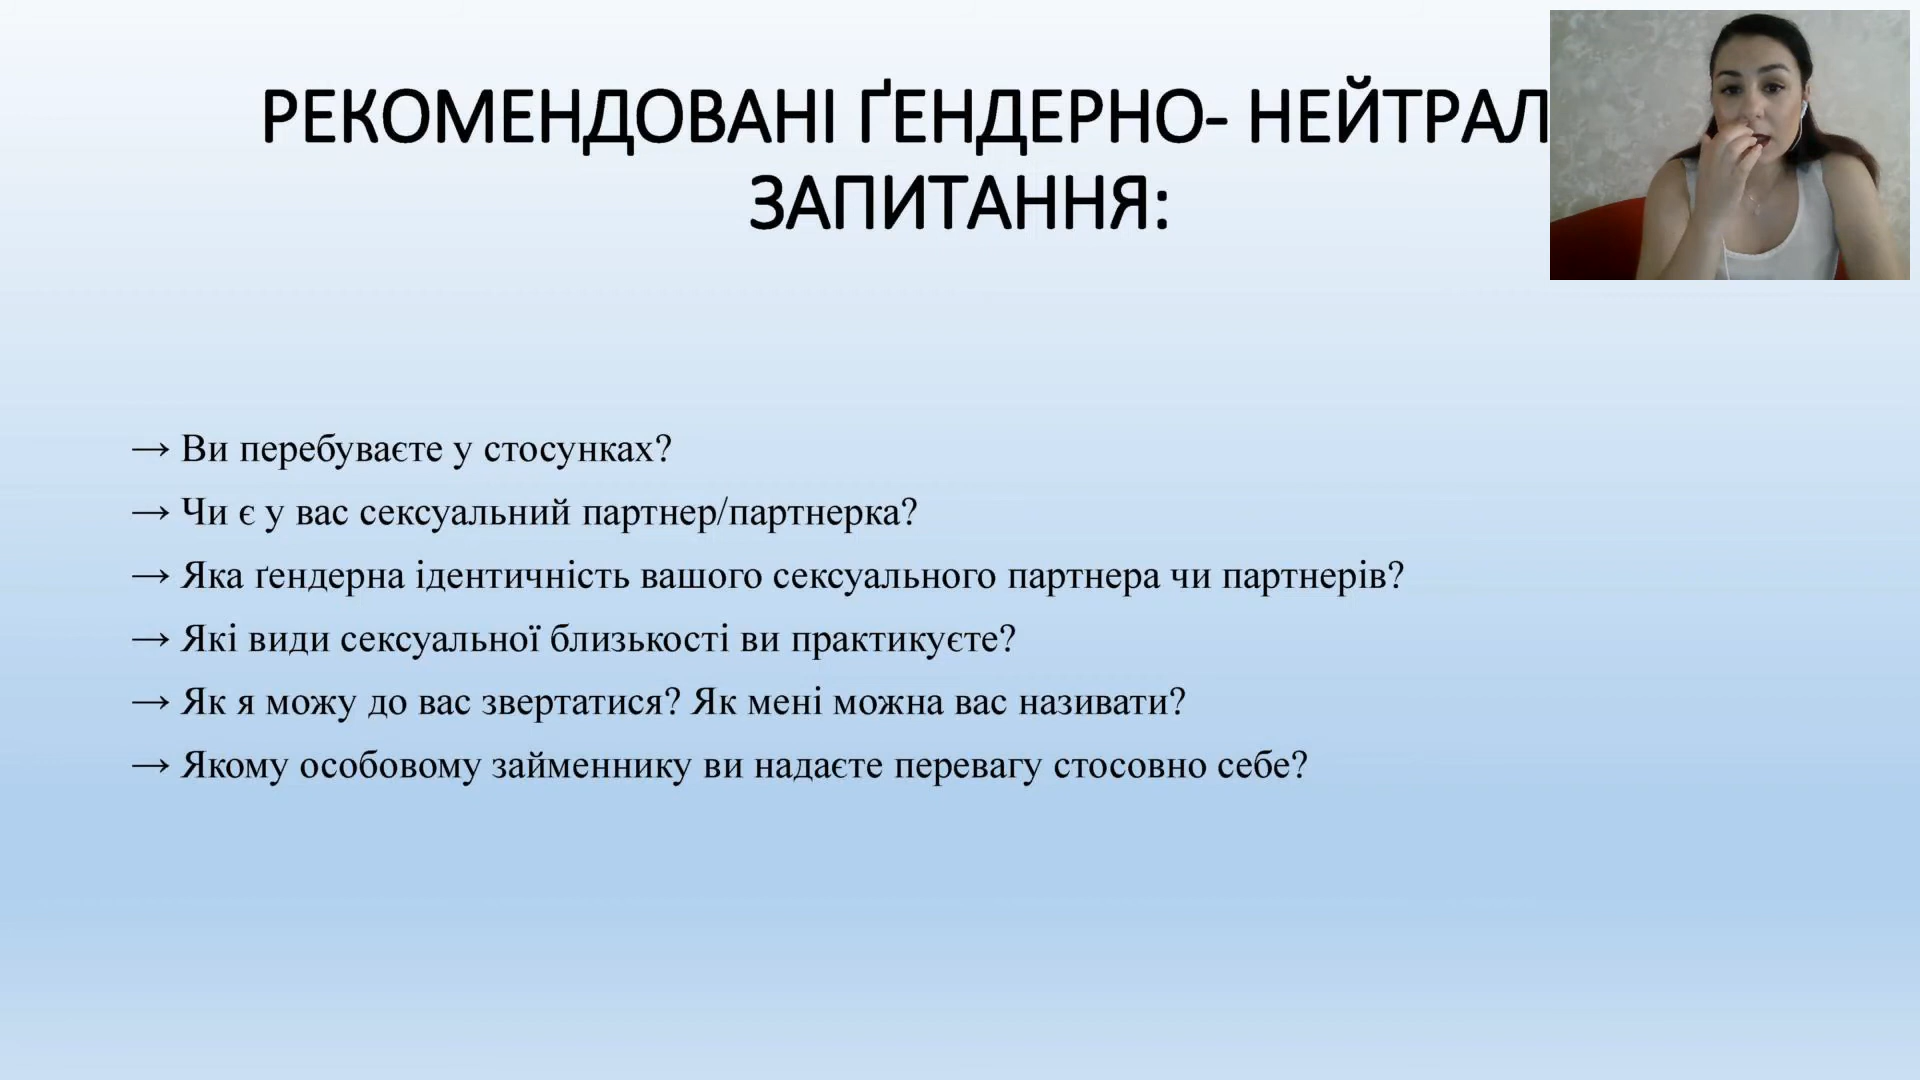 РЕКОМЕНДОВАНІ ҐЕНДЕРНО- НЕЙТРАЛ
ЗАПИТАННЯ:
→ Ви перебуваєте у стосунках?
→ Чи є у вас сексуальний партнер/партнерка?
→ Яка ґендерна ідентичність вашого сексуального партнера чи партнерів?
→ Які види сексуальної близькості ви практикуєте?
→ Як я можу до вас звертатися? Як мені можна вас називати?
→ Якому особовому займеннику ви надаєте перевагу стосовно себе?